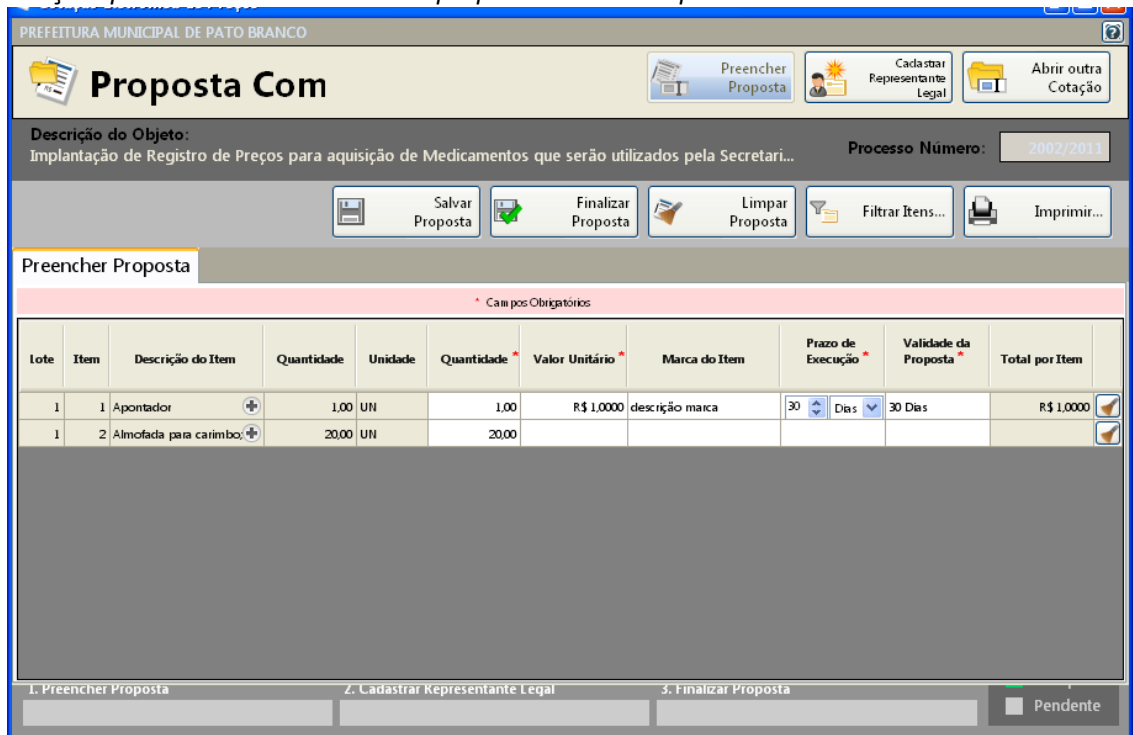 PREFEITURA MUNICIPAL DE PATO BRANCO
Proposta Com
Preencher
Proposta
Cadastrar
Representante
Legal
Abrir outra
Cotação
Descrição do Objeto:
Implantação de Registro de Preços para aquisição de Medicamentos que serão utilizados pela Secretari...
Processo Número: 2002/2011
Salvar
Proposta
Finalizar
Proposta
Limpar
Proposta
Filtrar Itens...
Imprimir...
Preencher Proposta
* Campos Obrigatórios
Lote Item Descrição do Item Quantidade Unidade Quantidade * Valor Unitário * Marca do Item Prazo de Execução * Validade da Proposta * Total por Item
1 1 Apontador 1,00 UN 1,00 R$ 1,0000 descrição marca 30 Dias 30 Dias R$ 1,0000
1 2 Almofada para carimbo; 20,00 UN 20,00
1. Preencher Proposta 2. Cadastrar Representante Legal 3. Finalizar Proposta
Pendente